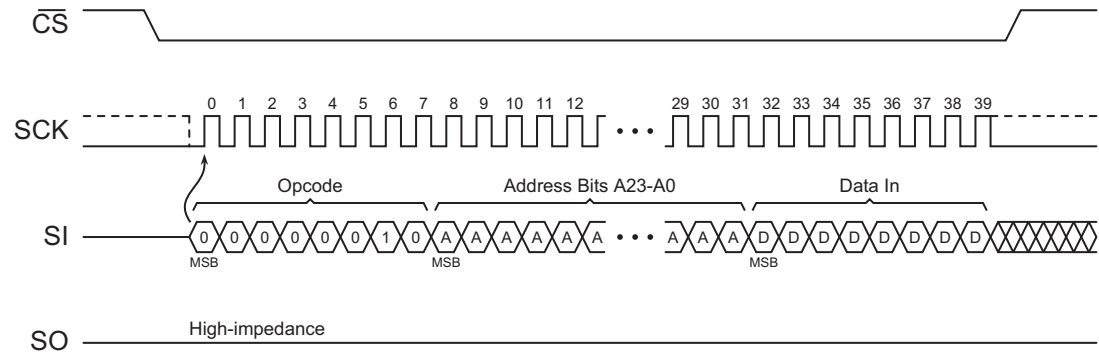 CS
0 1 2 3 4 5 6 7 8 9 10 11 12 29 30 31 32 33 34 35 36 37 38 39
SCK
Opcode Address Bits A23-A0 Data In
SI 0 0 0 0 0 0 1 0 A A A A A A A A A D D D D D D D D
MSB MSB MSB
High-impedance
SO